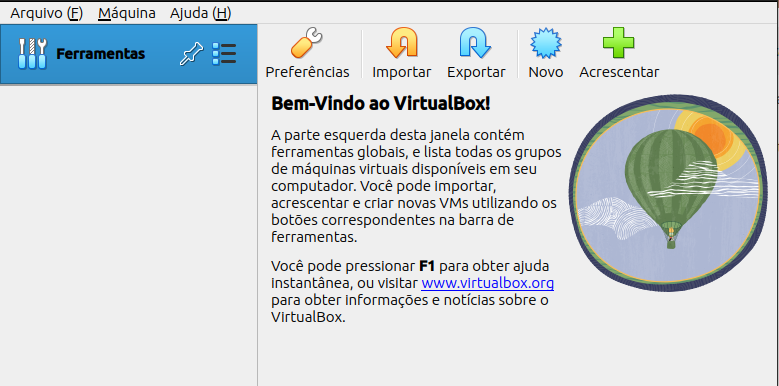 Arquivo (F) Máquina Ajuda (H)
Ferramentas
Preferências Importar Exportar Novo Acrescentar
Bem-Vindo ao VirtualBox!
A parte esquerda desta janela contém
ferramentas globais, e lista todas os grupos
de máquinas virtuais disponíveis em seu
computador. Você pode importar,
acrescentar e criar novas VMs utilizando os
botões correspondentes na barra de
ferramentas.
Você pode pressionar F1 para obter ajuda
instantânea, ou visitar www.virtualbox.org
para obter informações e notícias sobre o
VirtualBox.